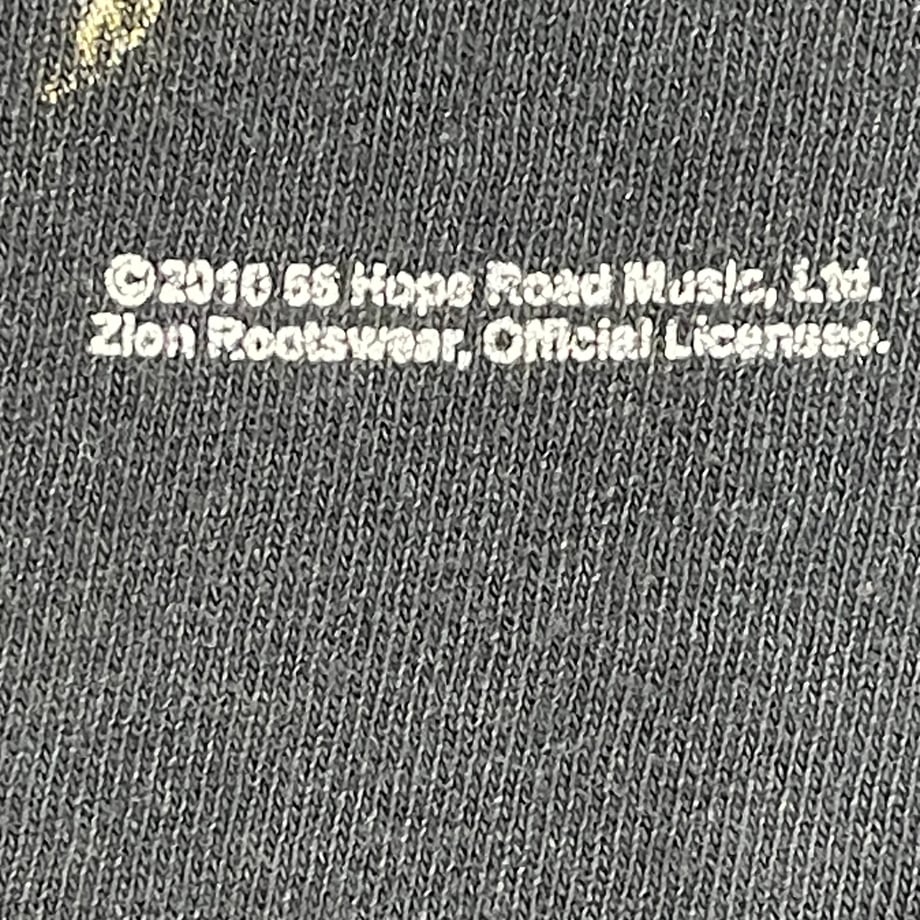 ©2010 56 Hope Road Music, Ltd.
Zion Rootswear, Official Licensee.